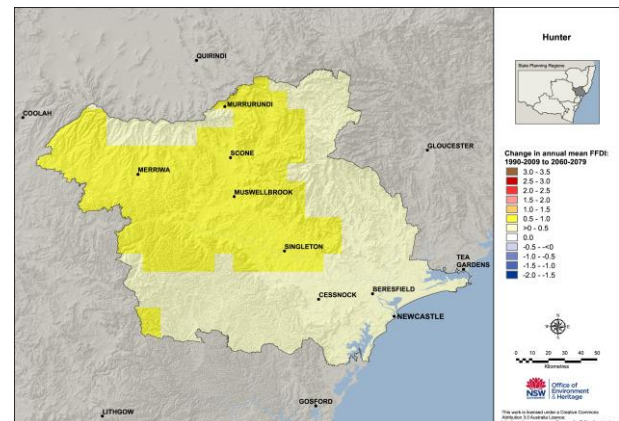 Hunter
State Planning Regions
QUIRINDI
COOLAH
MURRURUNDI
GLOUCESTER
SCONE
MERRIWA
MUSWELLBROOK
SINGLETON
TEA
GARDENS
CESSNOCK
BERESFIELD
NEWCASTLE
GOSFORD
LITHGOW
Change in annual mean FFDI:
1990-2009 to 2060-2079
3.0 - 3.5
2.5 - 3.0
2.0 - 2.5
1.5 - 2.0
1.0 - 1.5
0.5 - 1.0
>0 - 0.5
0.0
-0.5 - <0
-1.0 - -0.5
-1.5 - -1.0
-2.0 - -1.5
0 10 20 30 40 50
Kilometres
NSW
GOVERNMENT
Office of
Environment
& Heritage
This work is licensed under a Creative Commons
Attribution 3.0 Australia Licence.